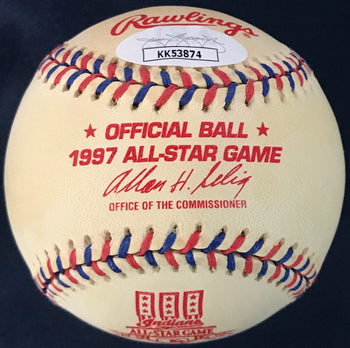 Rawlings
KK53874
★ OFFICIAL BALL ★
1997 ALL-STAR GAME
Allan H. Selig
OFFICE OF THE COMMISSIONER
Indians
ALL-STAR GAME